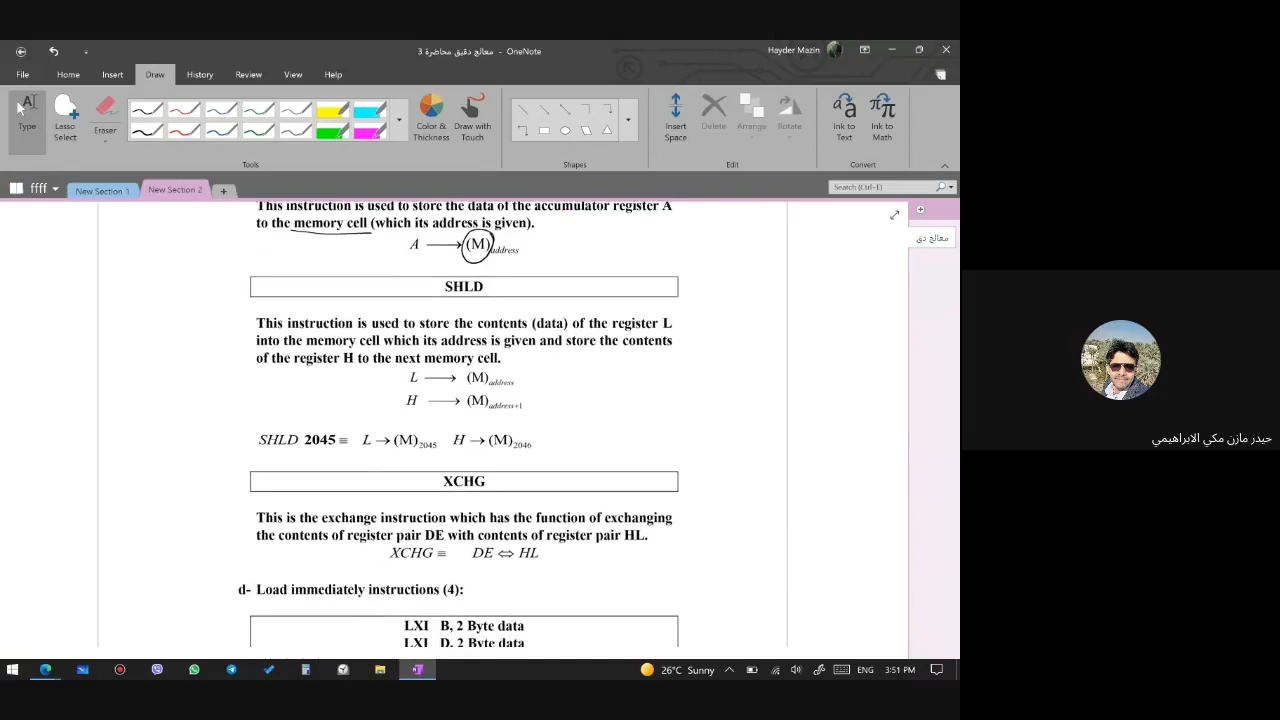 معالج دقيق محاضرة 3 - OneNote
Hayder Mazin
File Home Insert Draw History Review View Help
Type
Lasso Select
Eraser
Color & Thickness
Draw with Touch
Insert Space
Delete
Arrange
Rotate
Ink to Text
Ink to Math
Tools Shapes Edit Convert
ffff New Section 1 New Section 2 + Search (Ctrl+E)
معالج دق
This instruction is used to store the data of the accumulator register A
to the memory cell (which its address is given).
A ⟶ (M)address
SHLD
This instruction is used to store the contents (data) of the register L
into the memory cell which its address is given and store the contents
of the register H to the next memory cell.
L ⟶ (M)address
H ⟶ (M)address+1
SHLD 2045 ≡ L → (M)2045 H → (M)2046
XCHG
This is the exchange instruction which has the function of exchanging
the contents of register pair DE with contents of register pair HL.
XCHG ≡ DE ⇔ HL
d- Load immediately instructions (4):
LXI B, 2 Byte data
LXI D, 2 Byte data
حيدر مازن مكي الابراهيمي
26°C Sunny ENG 3:51 PM